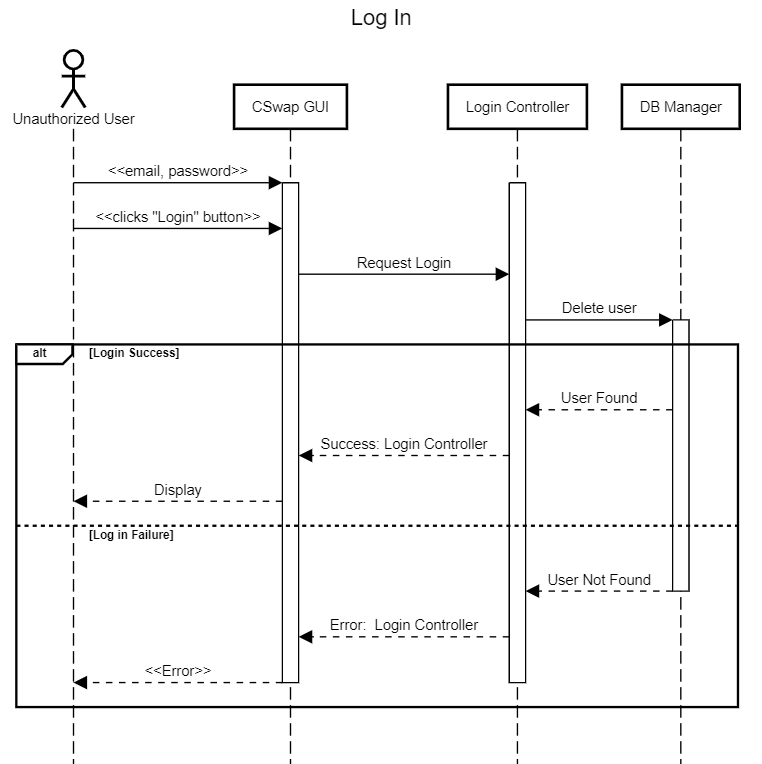 Log In
Unauthorized User
CSwap GUI
Login Controller
DB Manager
<<email, password>>
<<clicks "Login" button>>
Request Login
Delete user
alt
[Login Success]
User Found
Success: Login Controller
Display
[Log in Failure]
User Not Found
Error: Login Controller
<<Error>>